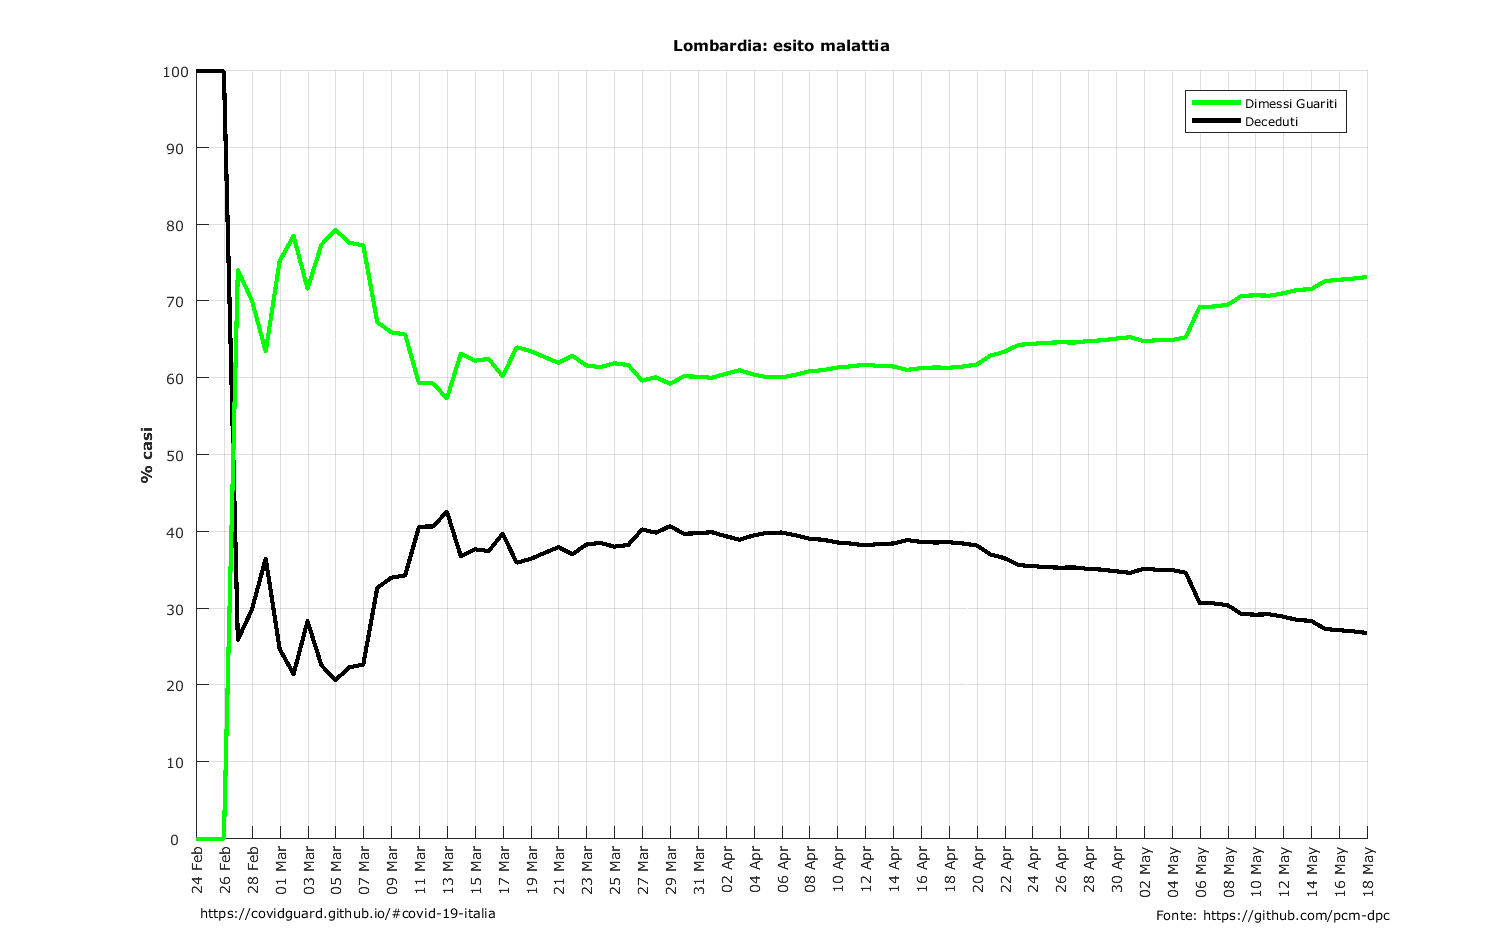 Lombardia: esito malattia
100
90
80
70
60
50
40
30
20
10
0
% casi
Dimessi Guariti
Deceduti
24 Feb
26 Feb
28 Feb
01 Mar
03 Mar
05 Mar
07 Mar
09 Mar
11 Mar
13 Mar
15 Mar
17 Mar
19 Mar
21 Mar
23 Mar
25 Mar
27 Mar
29 Mar
31 Mar
02 Apr
04 Apr
06 Apr
08 Apr
10 Apr
12 Apr
14 Apr
16 Apr
18 Apr
20 Apr
22 Apr
24 Apr
26 Apr
28 Apr
30 Apr
02 May
04 May
06 May
08 May
10 May
12 May
14 May
16 May
18 May
https://covidguard.github.io/#covid-19-italia
Fonte: https://github.com/pcm-dpc